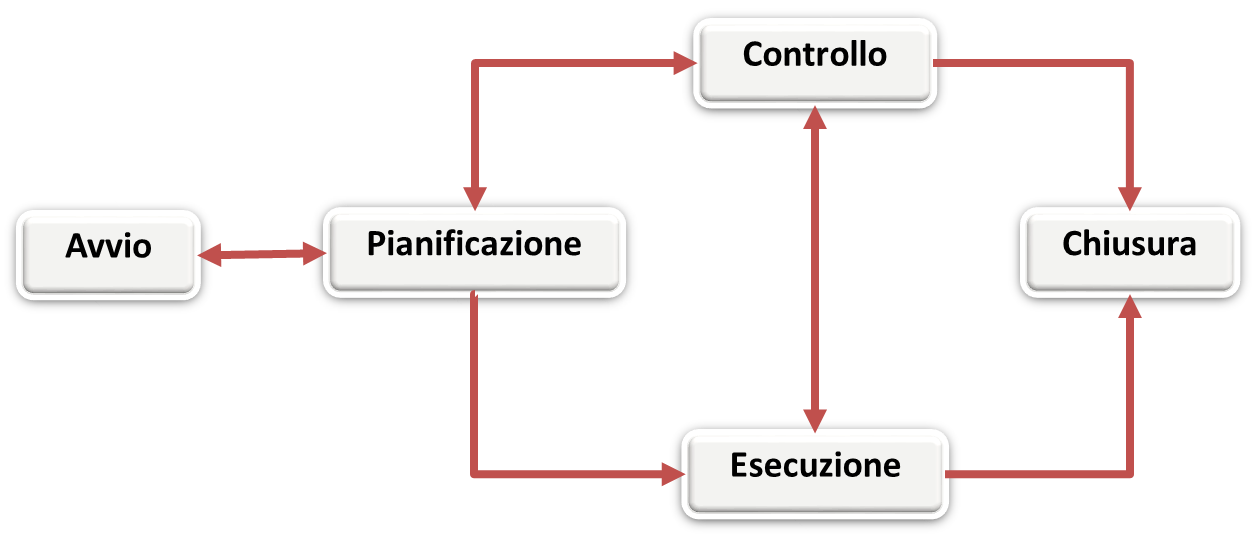 Controllo
Avvio
Pianificazione
Chiusura
Esecuzione